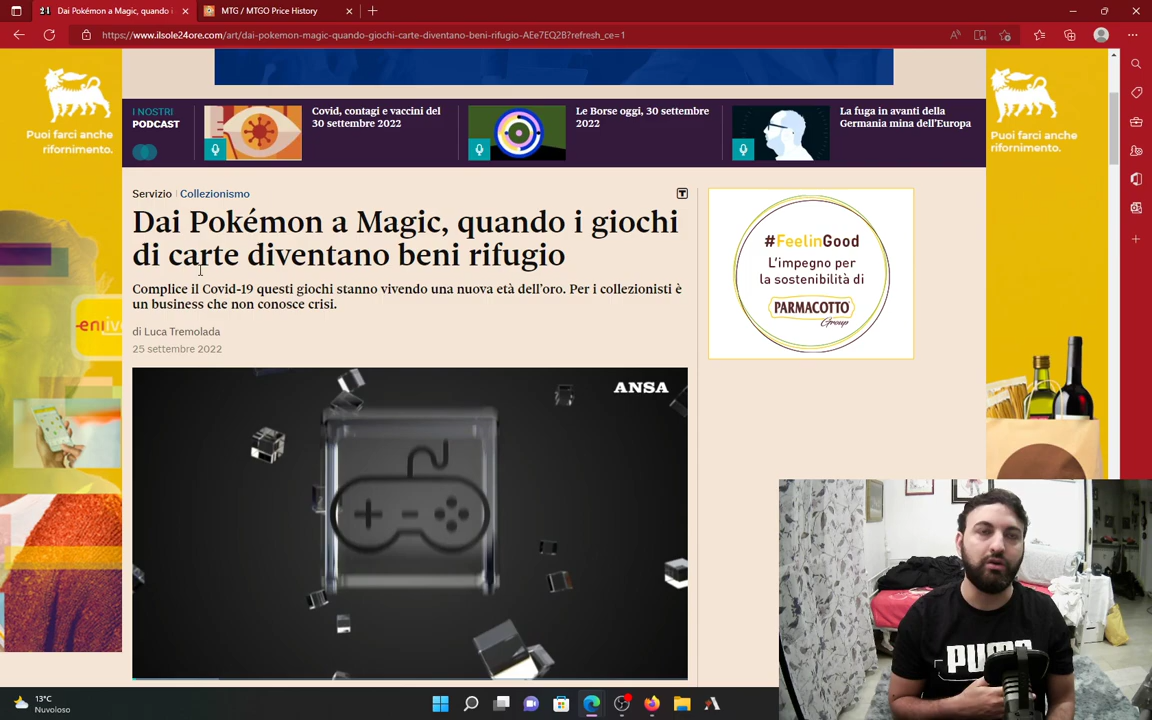 Dai Pokémon a Magic, quando i
MTG / MTGO Price History
https://www.ilsole24ore.com/art/dai-pokemon-magic-quando-giochi-carte-diventano-beni-rifugio-AEe7EQ2B?refresh_ce=1
Puoi farci anche
rifornimento.
I NOSTRI
PODCAST
Covid, contagi e vaccini del
30 settembre 2022
Le Borse oggi, 30 settembre
2022
La fuga in avanti della
Germania mina dell'Europa
Puoi farci anche
rifornimento.
Servizio | Collezionismo
Dai Pokémon a Magic, quando i giochi
di carte diventano beni rifugio
Complice il Covid-19 questi giochi stanno vivendo una nuova età dell'oro. Per i collezionisti è
un business che non conosce crisi.
di Luca Tremolada
25 settembre 2022
#FeelinGood
L'impegno per
la sostenibilità di
PARMACOTTO
Group
ANSA
PUMA
13°C
Nuvoloso